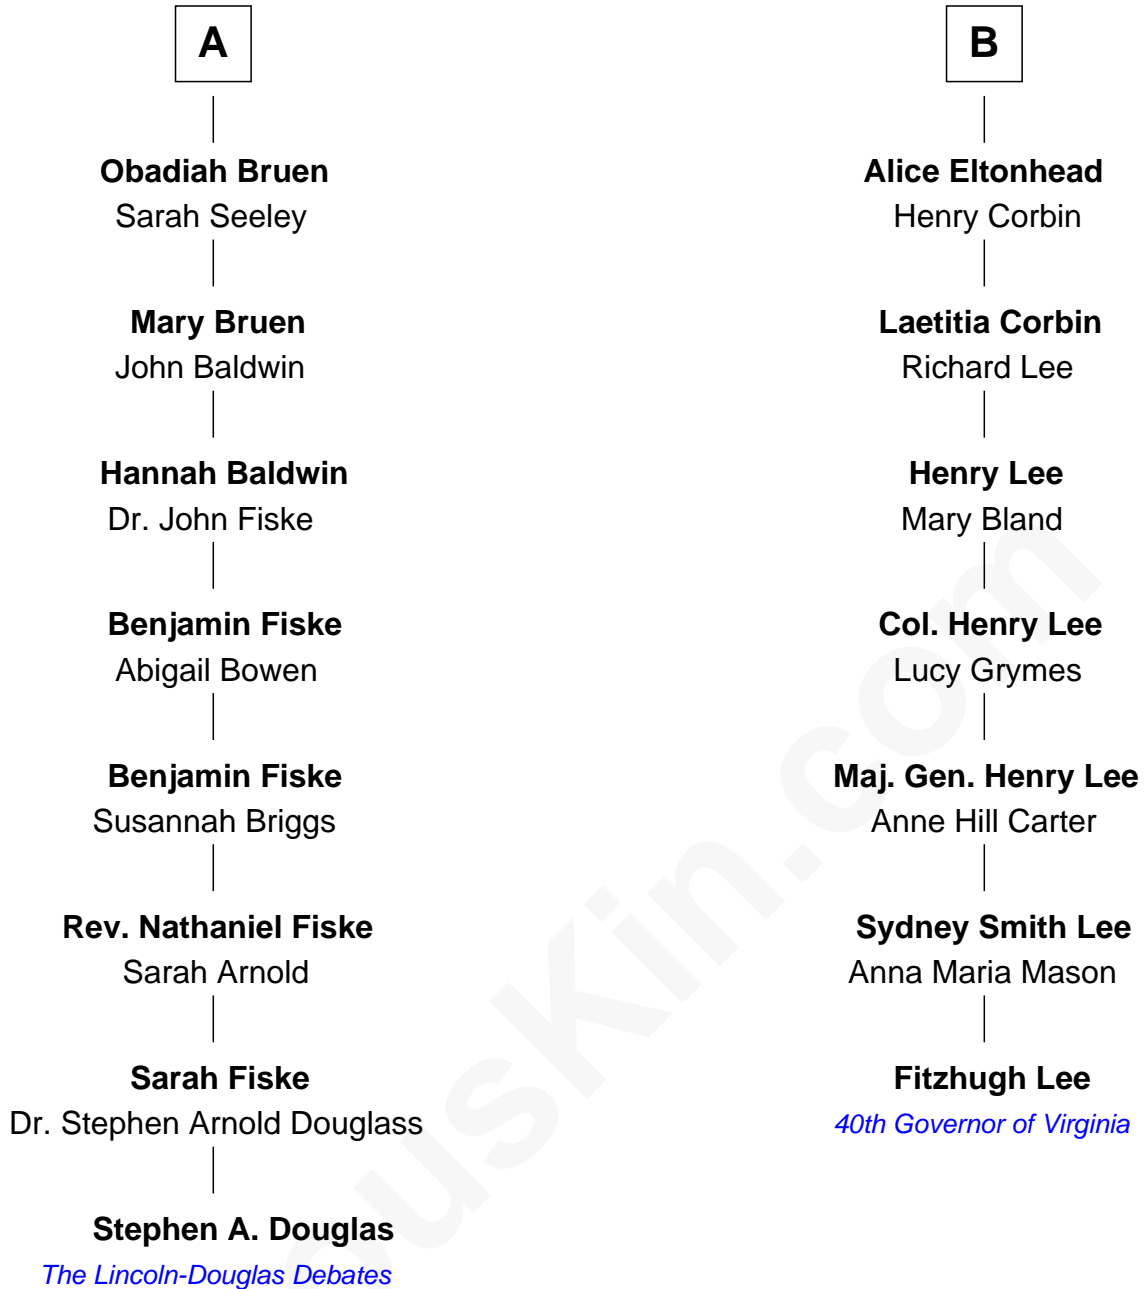 A
Obadiah Bruen
Sarah Seeley
Mary Bruen
John Baldwin
Hannah Baldwin
Dr. John Fiske
Benjamin Fiske
Abigail Bowen
Benjamin Fiske
Susannah Briggs
Rev. Nathaniel Fiske
Sarah Arnold
Sarah Fiske
Dr. Stephen Arnold Douglass
Stephen A. Douglas
The Lincoln-Douglas Debates
B
Alice Eltonhead
Henry Corbin
Laetitia Corbin
Richard Lee
Henry Lee
Mary Bland
Col. Henry Lee
Lucy Grymes
Maj. Gen. Henry Lee
Anne Hill Carter
Sydney Smith Lee
Anna Maria Mason
Fitzhugh Lee
40th Governor of Virginia
ousKin.com